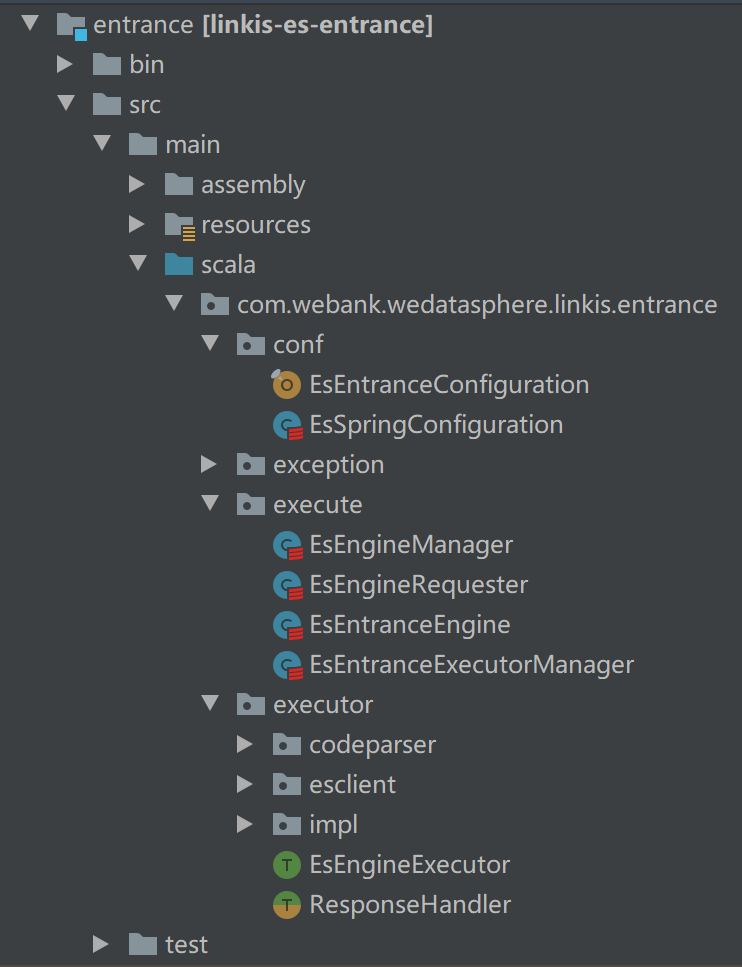 entrance [linkis-es-entrance]
bin
src
main
assembly
resources
scala
com.webank.wedatasphere.linkis.entrance
conf
EsEntranceConfiguration
EsSpringConfiguration
exception
execute
EsEngineManager
EsEngineRequester
EsEntranceEngine
EsEntranceExecutorManager
executor
codeparser
esclient
impl
EsEngineExecutor
ResponseHandler
test